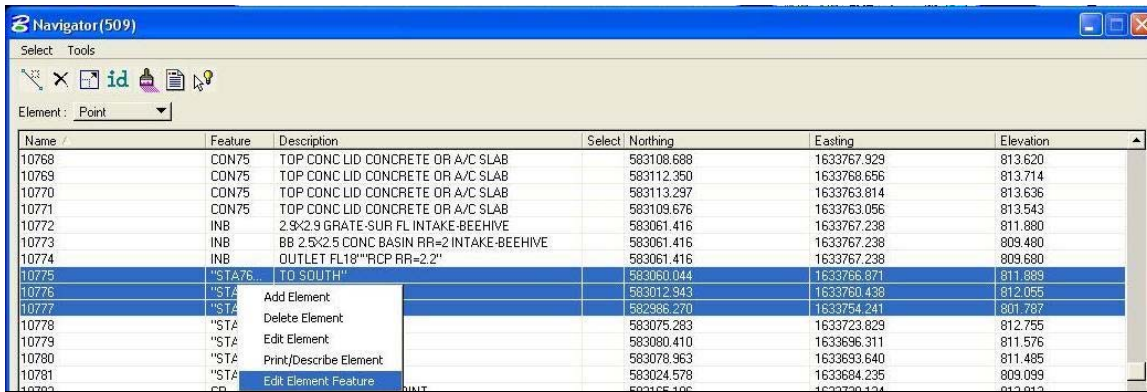 Navigator(509)
Select Tools
id
Element: Point
Name Feature Description Select Northing Easting Elevation
10768 CON75 TOP CONC LID CONCRETE OR A/C SLAB 583108.688 1633767.929 813.620
10769 CON75 TOP CONC LID CONCRETE OR A/C SLAB 583112.350 1633768.656 813.714
10770 CON75 TOP CONC LID CONCRETE OR A/C SLAB 583113.297 1633763.814 813.636
10771 CON75 TOP CONC LID CONCRETE OR A/C SLAB 583109.676 1633763.056 813.543
10772 INB 2.9X2.9 GRATE-SUR FL INTAKE-BEEHIVE 583061.416 1633767.238 811.880
10773 INB BB 2.5X2.5 CONC BASIN RR=2 INTAKE-BEEHIVE 583061.416 1633767.238 809.480
10774 INB OUTLET FL18""RCP RR=2.2" 583061.416 1633767.238 809.680
10775 "STA76... TO SOUTH" 583060.044 1633766.871 811.889
10776 "STA Add Element 583012.943 1633760.438 812.055
10777 "STA Delete Element 582986.270 1633754.241 801.787
10778 "STA 583075.283 1633723.829 812.755
10779 "STA Edit Element 583080.410 1633696.311 811.576
10780 "STA Print/Describe Element 583078.963 1633693.640 811.485
10781 "STA Edit Element Feature 583024.578 1633684.235 809.099